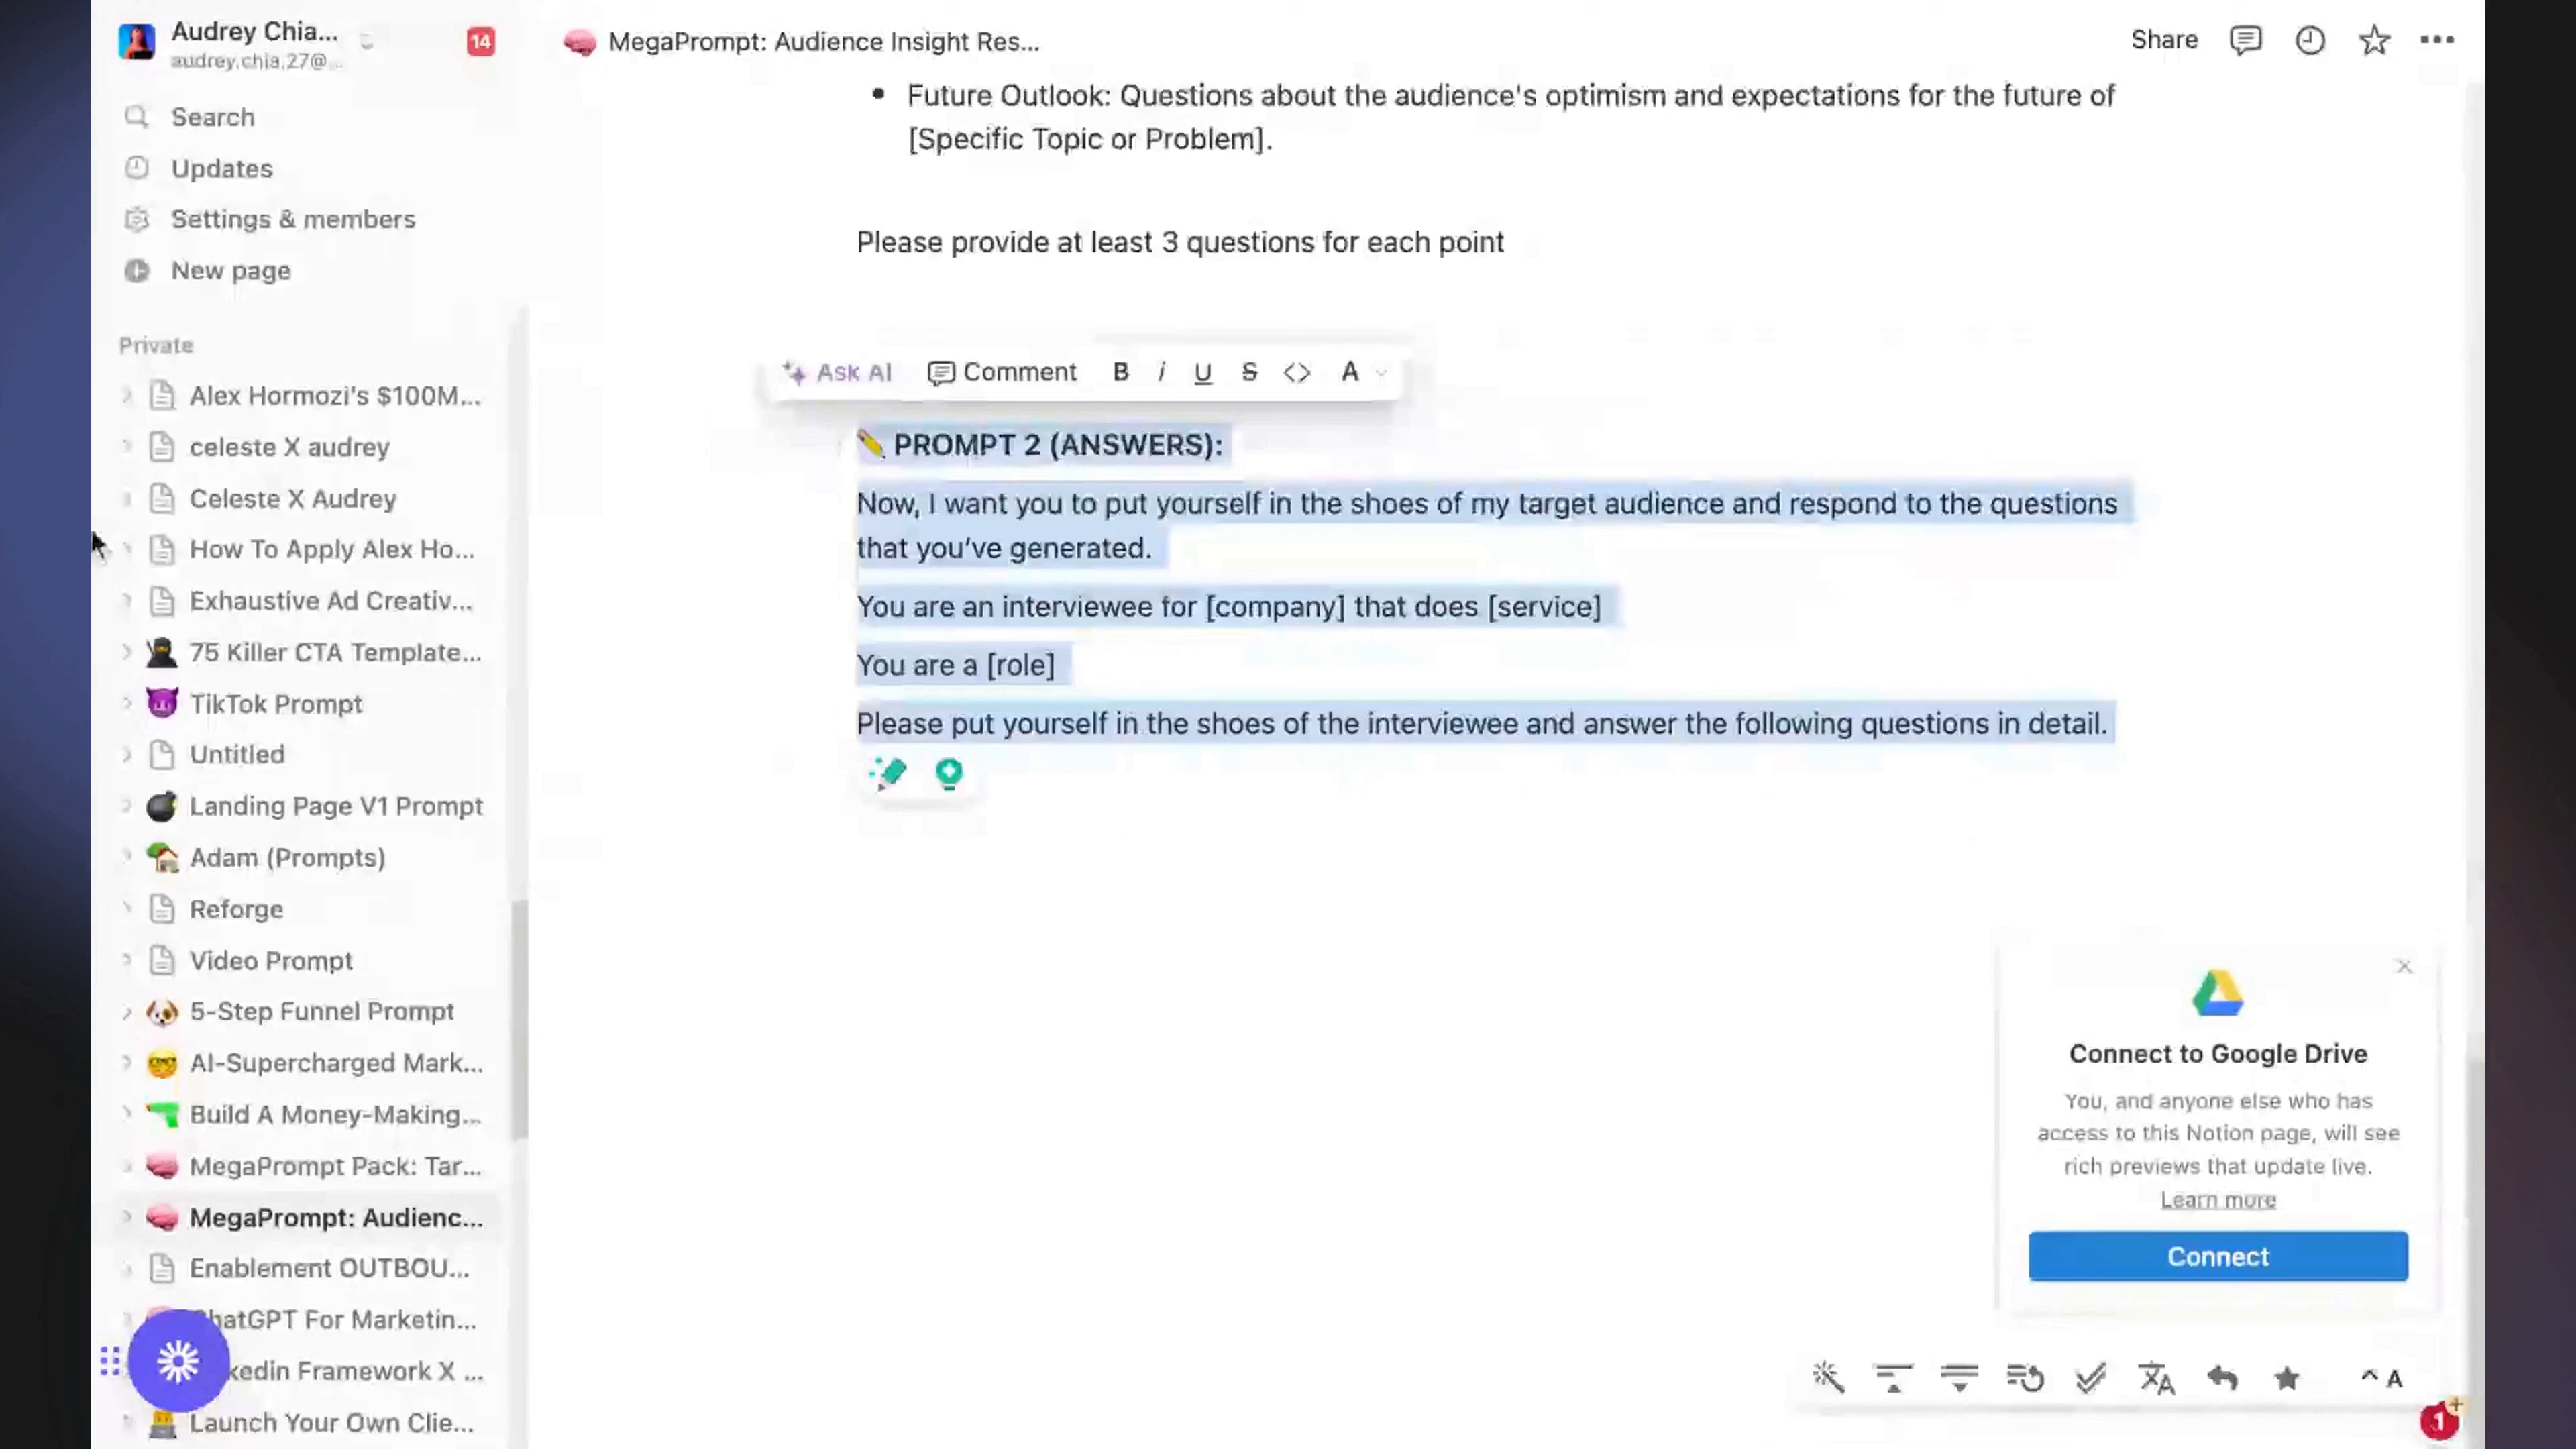 Audrey Chia...
audrey.chia.27@...
14
Search
Updates
Settings & members
New page
Private
Alex Hormozi's $100M...
celeste X audrey
Celeste X Audrey
How To Apply Alex Ho...
Exhaustive Ad Creativ...
75 Killer CTA Template...
TikTok Prompt
Untitled
Landing Page V1 Prompt
Adam (Prompts)
Reforge
Video Prompt
5-Step Funnel Prompt
AI-Supercharged Mark...
Build A Money-Making...
MegaPrompt Pack: Tar...
MegaPrompt: Audienc...
Enablement OUTBOU...
hatGPT For Marketin...
kedin Framework X ...
Launch Your Own Clie...
MegaPrompt: Audience Insight Res...
Share
• Future Outlook: Questions about the audience's optimism and expectations for the future of
[Specific Topic or Problem].
Please provide at least 3 questions for each point
Ask AI Comment B i U S <> A
PROMPT 2 (ANSWERS):
Now, I want you to put yourself in the shoes of my target audience and respond to the questions
that you've generated.
You are an interviewee for [company] that does [service]
You are a [role]
Please put yourself in the shoes of the interviewee and answer the following questions in detail.
Connect to Google Drive
You, and anyone else who has
access to this Notion page, will see
rich previews that update live.
Learn more
Connect
A
1